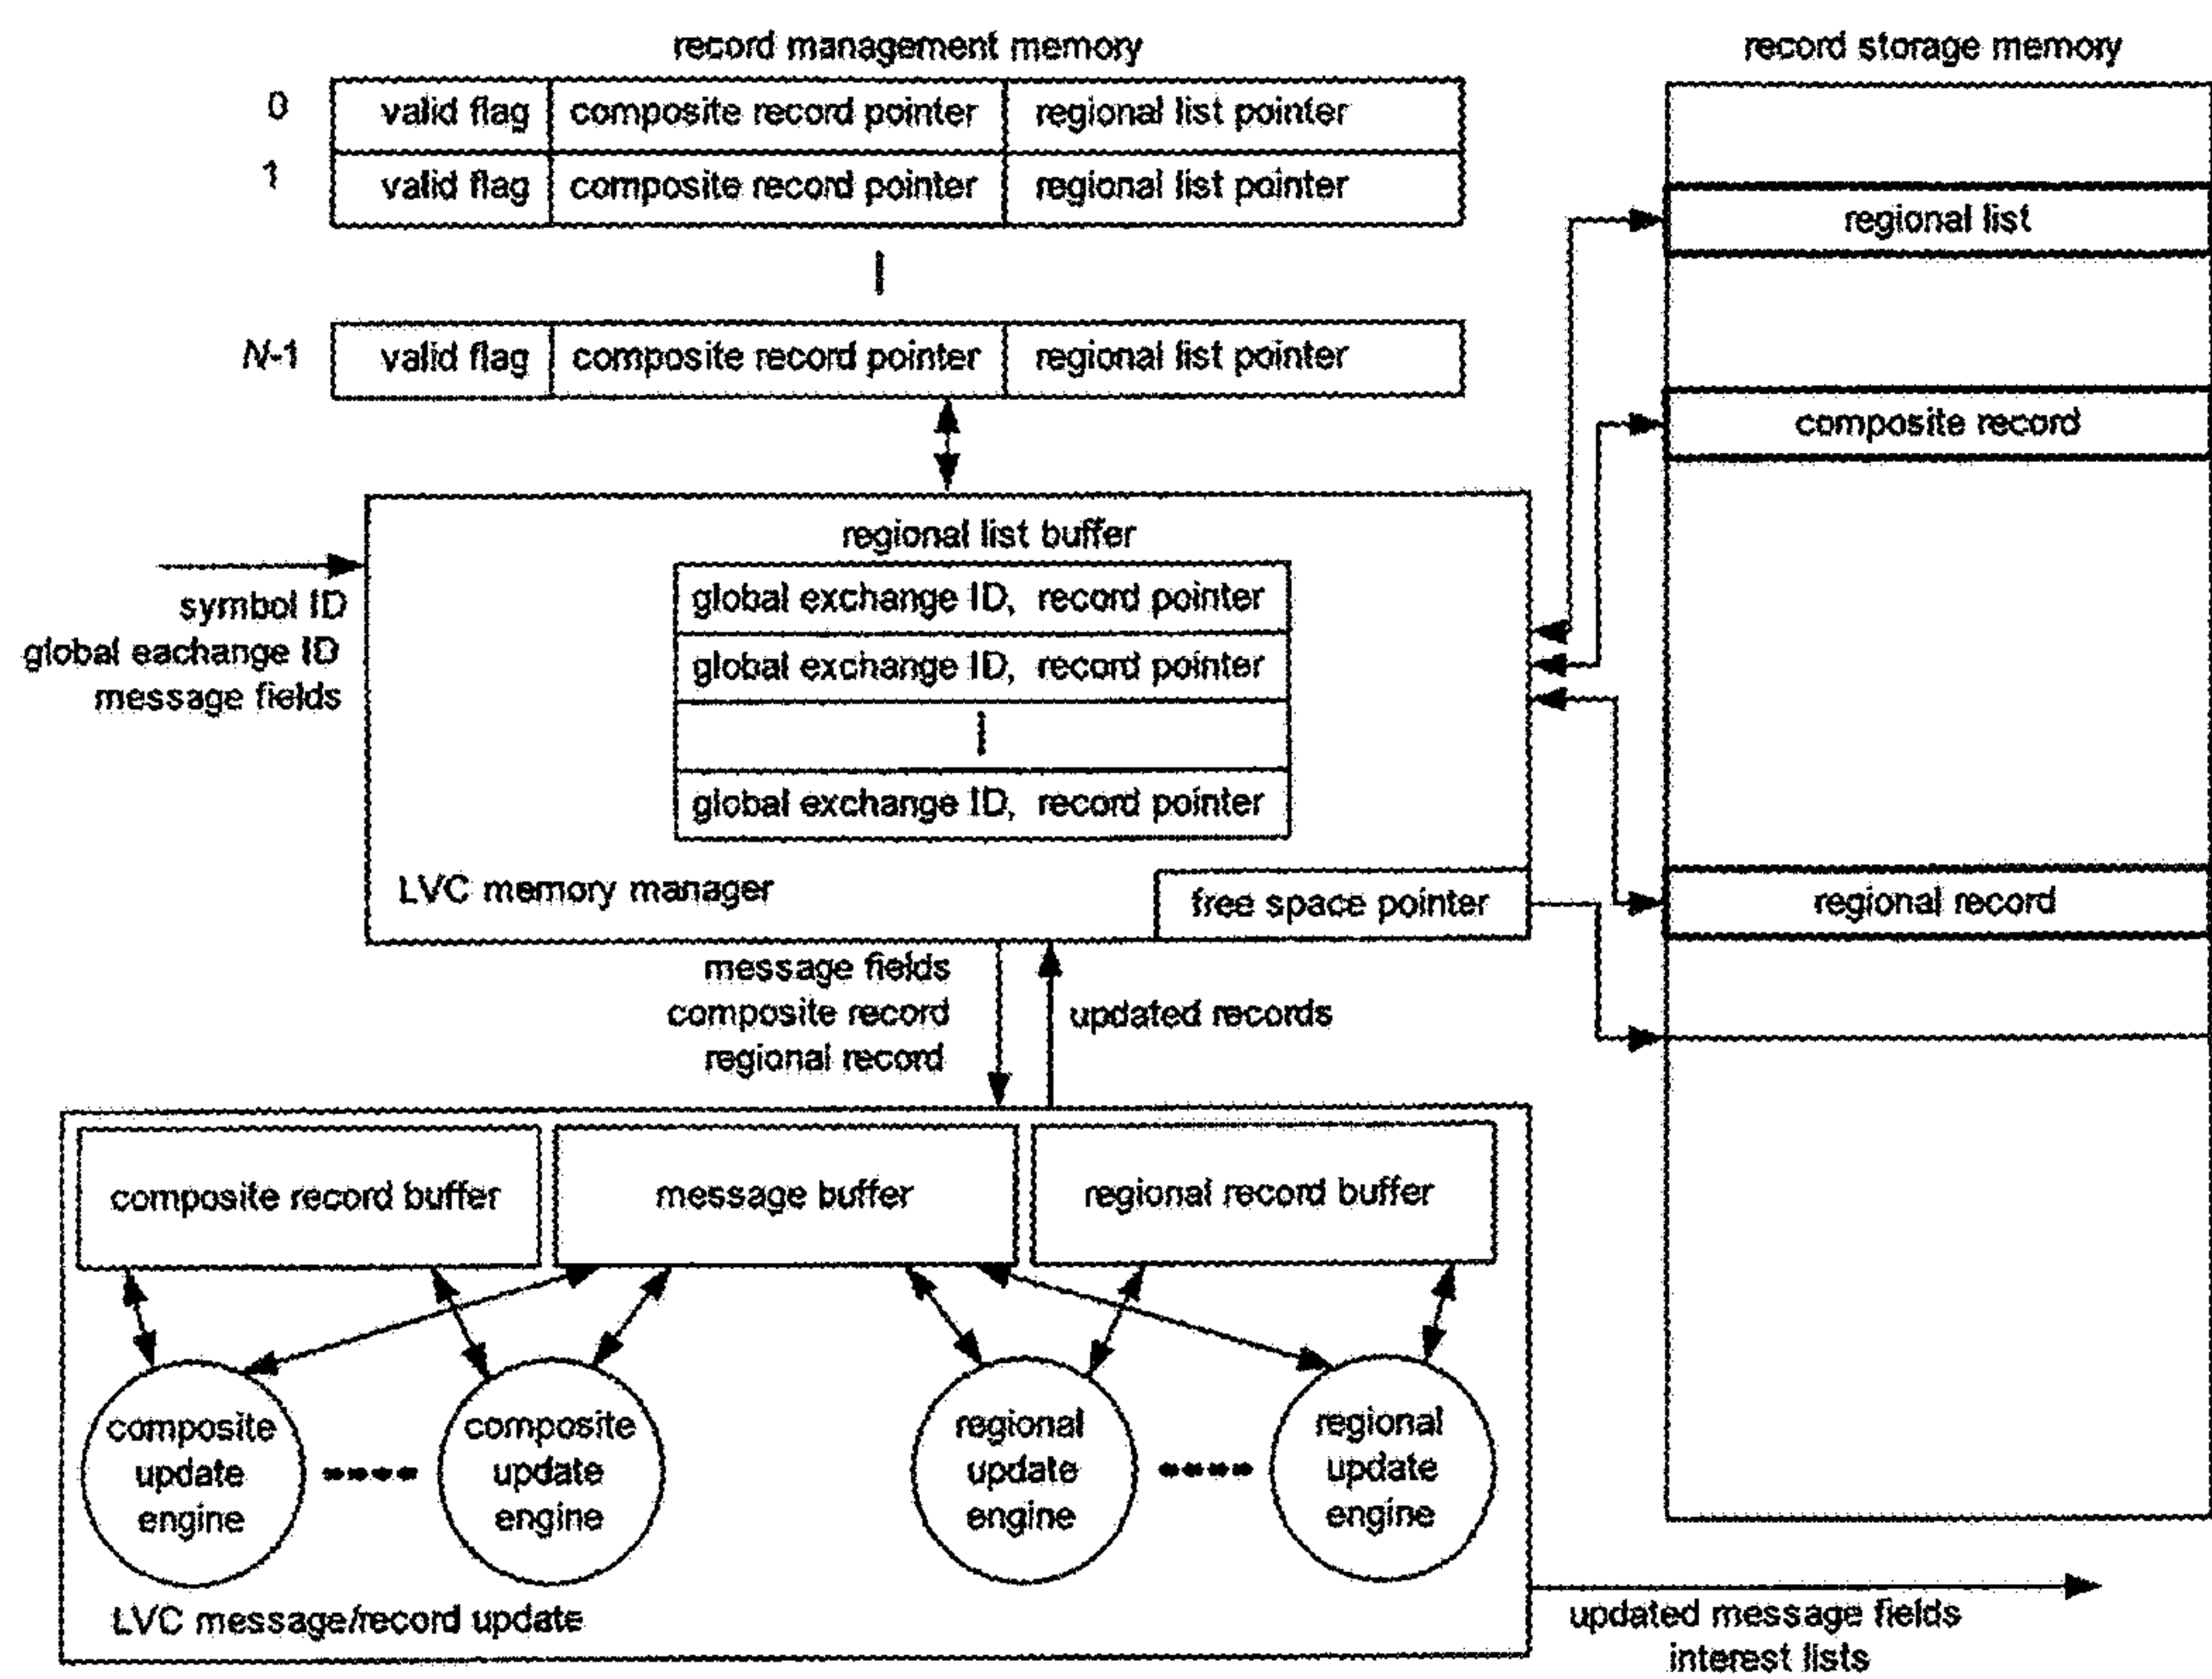 record management memory
0 valid flag composite record pointer regional list pointer
1 valid flag composite record pointer regional list pointer
N-1 valid flag composite record pointer regional list pointer
record storage memory
regional list
composite record
regional record
symbol ID
global eachange ID
message fields
regional list buffer
global exchange ID, record pointer
global exchange ID, record pointer
global exchange ID, record pointer
LVC memory manager
free space pointer
message fields
composite record
regional record
updated records
composite record buffer
message buffer
regional record buffer
composite
update
engine
composite
update
engine
regional
update
engine
regional
update
engine
LVC message/record update
updated message fields
interest lists